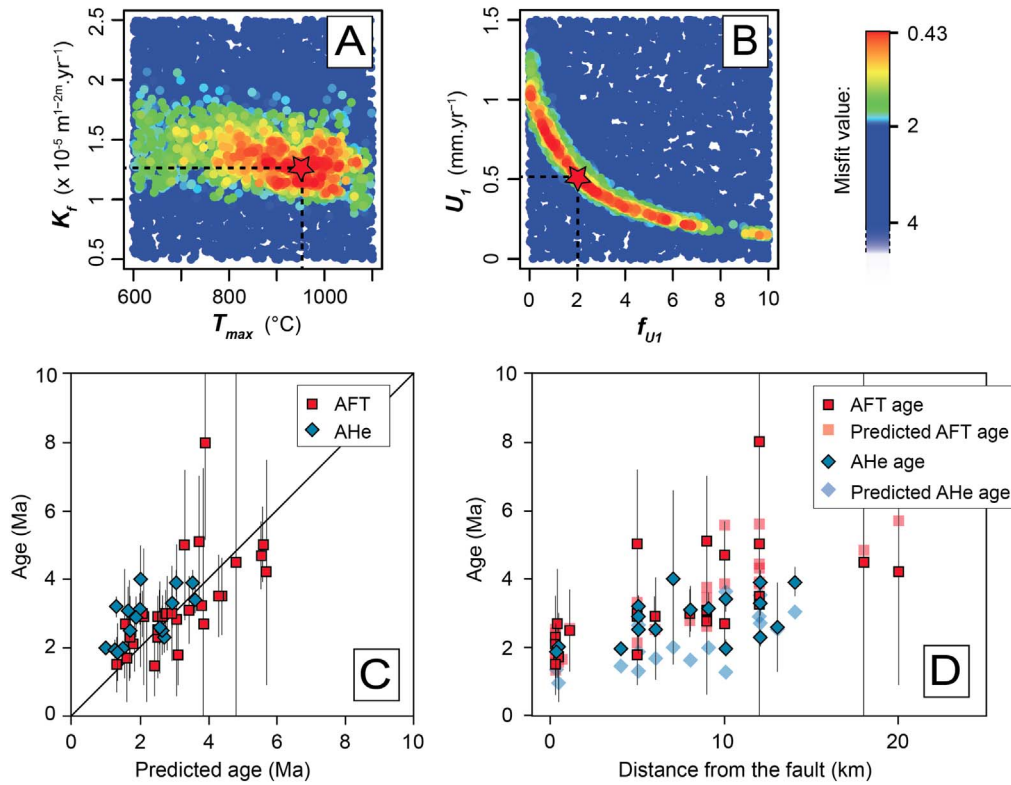 A
2.5
2
1.5
1
0.5
K_f (x 10⁻⁵ m¹⁻²ᵐ.yr⁻¹)
600
800
1000
T_max (°C)
B
1.5
1
0.5
0
U_1 (mm.yr⁻¹)
0
2
4
6
8
10
f_U1
Misfit value:
0.43
2
4
10
8
6
4
2
0
Age (Ma)
AFT
AHe
C
0
2
4
6
8
10
Predicted age (Ma)
10
8
6
4
2
0
Age (Ma)
AFT age
Predicted AFT age
AHe age
Predicted AHe age
D
0
10
20
Distance from the fault (km)